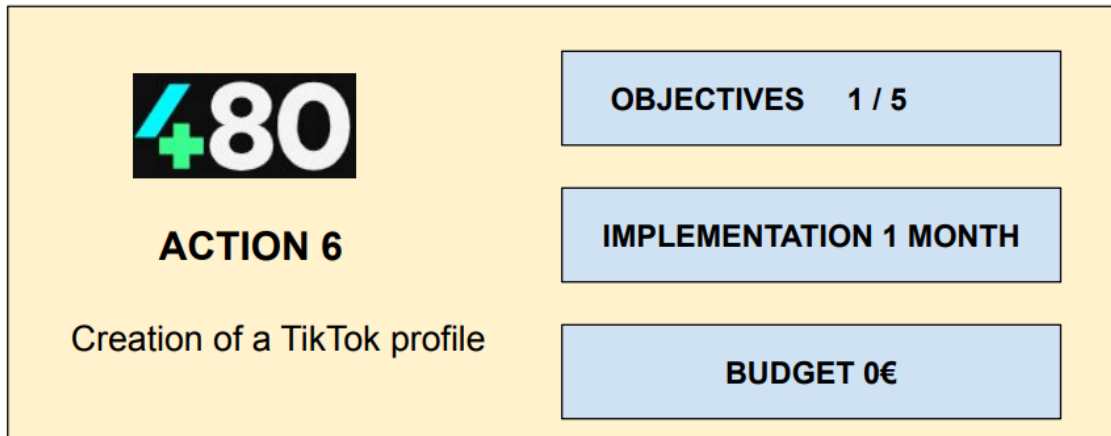 480
ACTION 6
Creation of a TikTok profile
OBJECTIVES 1 / 5
IMPLEMENTATION 1 MONTH
BUDGET 0€